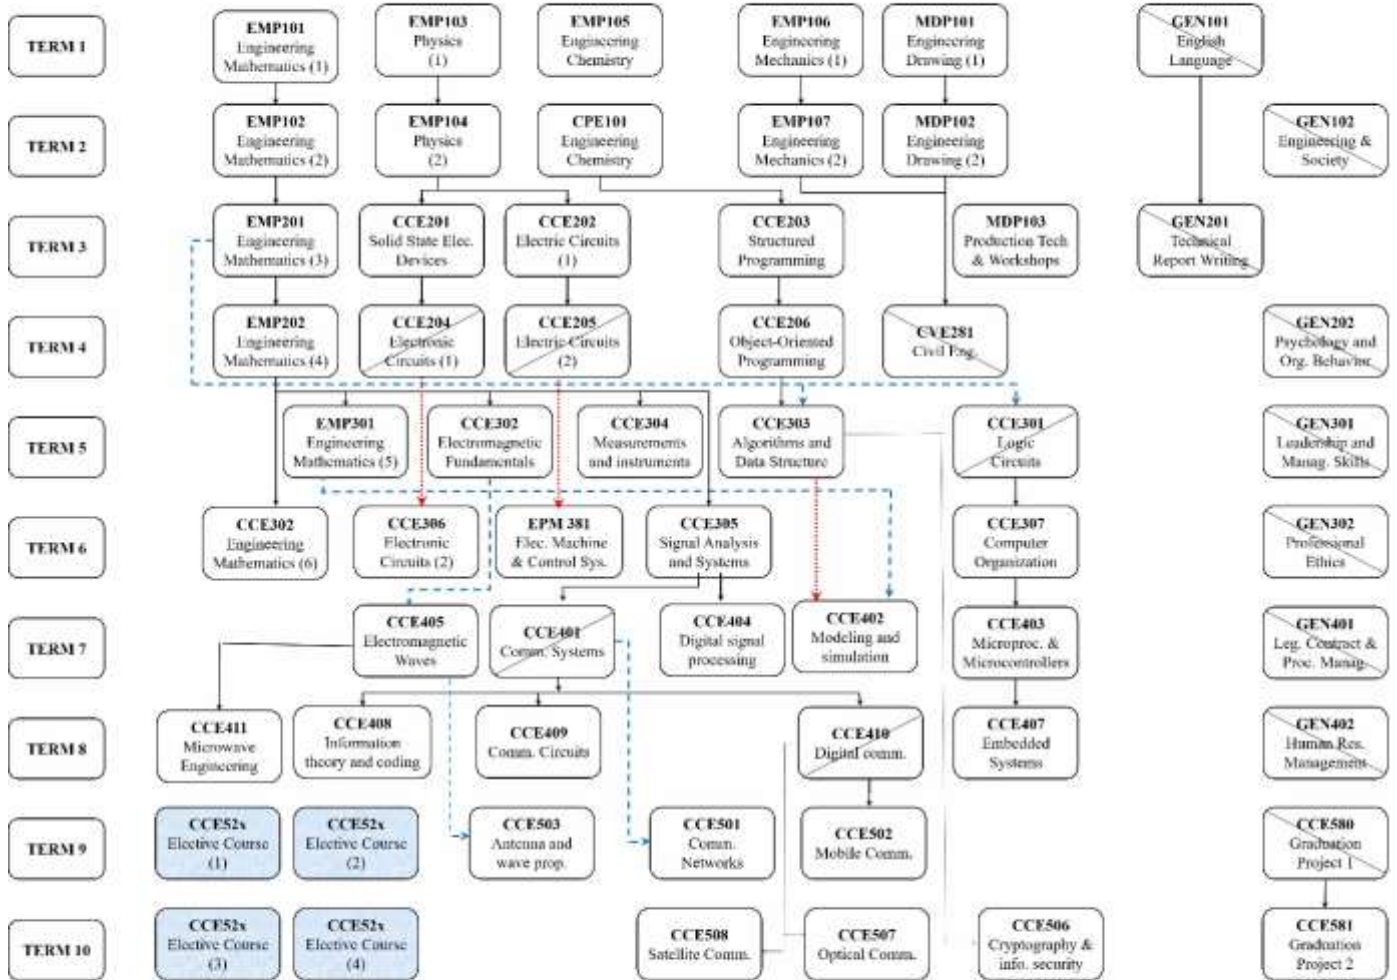 TERM 1
EMP101
Engineering
Mathematics (1)
EMP103
Physics
(1)
EMP105
Engineering
Chemistry
EMP106
Engineering
Mechanics (1)
MDP101
Engineering
Drawing (1)
GEN101
English
Language
TERM 2
EMP102
Engineering
Mathematics (2)
EMP104
Physics
(2)
CPE101
Engineering
Chemistry
EMP107
Engineering
Mechanics (2)
MDP102
Engineering
Drawing (2)
GEN102
Engineering &
Society
TERM 3
EMP201
Engineering
Mathematics (3)
CCE201
Solid State Elec.
Devices
CCE202
Electric Circuits
(1)
CCE203
Structured
Programming
MDP103
Production Tech
& Workshops
GEN201
Technical
Report Writing
TERM 4
EMP202
Engineering
Mathematics (4)
CCE204
Electronic
Circuits (1)
CCE205
Electric Circuits
(2)
CCE206
Object-Oriented
Programming
CVE281
Civil Eng.
GEN202
Psychology and
Org. Behavior
TERM 5
EMP301
Engineering
Mathematics (5)
CCE302
Electromagnetic
Fundamentals
CCE304
Measurements
and instruments
CCE303
Algorithms and
Data Structure
CCE301
Logic
Circuits
GEN301
Leadership and
Manag. Skills
TERM 6
CCE302
Engineering
Mathematics (6)
CCE306
Electronic
Circuits (2)
EPM 381
Elec. Machine
& Control Sys.
CCE305
Signal Analysis
and Systems
CCE307
Computer
Organization
GEN302
Professional
Ethics
TERM 7
CCE405
Electromagnetic
Waves
CCE401
Comm. Systems
CCE404
Digital signal
processing
CCE402
Modeling and
simulation
CCE403
Microproc. &
Microcontrollers
GEN401
Leg. Contract &
Proc. Manag.
TERM 8
CCE411
Microwave
Engineering
CCE408
Information
theory and coding
CCE409
Comm. Circuits
CCE410
Digital comm.
CCE407
Embedded
Systems
GEN402
Human Res.
Management
TERM 9
CCE52x
Elective Course
(1)
CCE52x
Elective Course
(2)
CCE503
Antenna and
wave prop.
CCE501
Comm.
Networks
CCE502
Mobile Comm.
CCE580
Graduation
Project 1
TERM 10
CCE52x
Elective Course
(3)
CCE52x
Elective Course
(4)
CCE508
Satellite Comm.
CCE507
Optical Comm.
CCE506
Cryptography &
info. security
CCE581
Graduation
Project 2